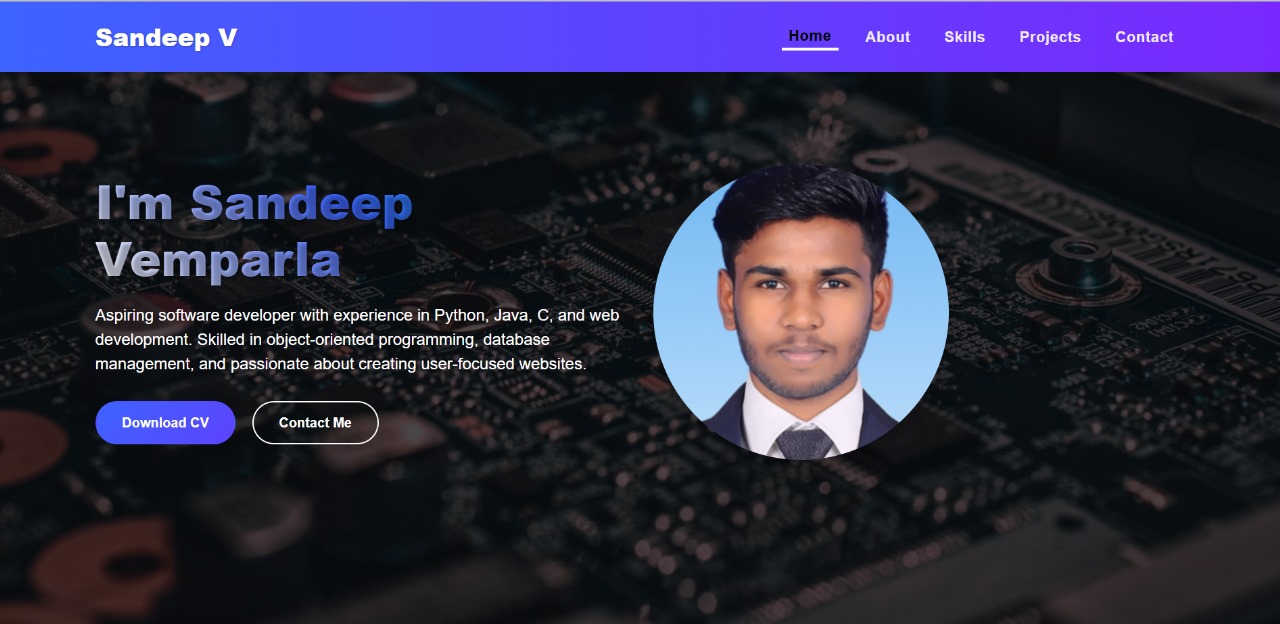 Sandeep V
Home About Skills Projects Contact
I'm Sandeep
Vemparla
Aspiring software developer with experience in Python, Java, C, and web
development. Skilled in object-oriented programming, database
management, and passionate about creating user-focused websites.
Download CV Contact Me